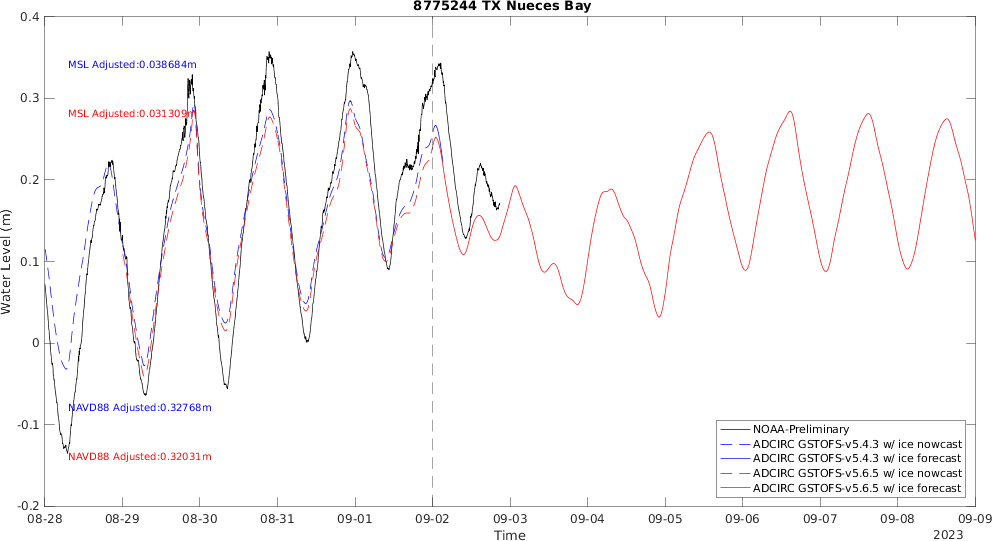 8775244 TX Nueces Bay
0.4
0.3
0.2
0.1
0
-0.1
-0.2
Water Level (m)
MSL Adjusted:0.038684m
MSL Adjusted:0.031309m
NAVD88 Adjusted:0.32768m
NAVD88 Adjusted:0.32031m
NOAA-Preliminary
ADCIRC GSTOFS-v5.4.3 w/ ice nowcast
ADCIRC GSTOFS-v5.4.3 w/ ice forecast
ADCIRC GSTOFS-v5.6.5 w/ ice nowcast
ADCIRC GSTOFS-v5.6.5 w/ ice forecast
08-28 08-29 08-30 08-31 09-01 09-02 09-03 09-04 09-05 09-06 09-07 09-08 09-09
Time
2023